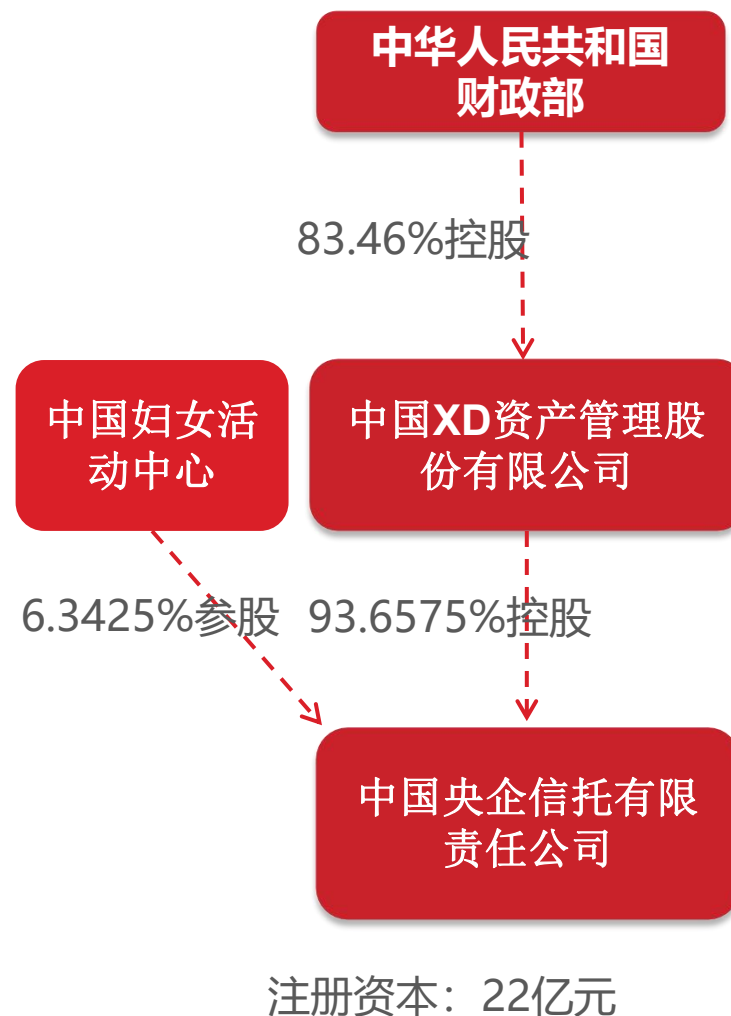 中华人民共和国
财政部
83.46%控股
中国妇女活
动中心
中国XD资产管理股
份有限公司
6.3425%参股
93.6575%控股
中国央企信托有限
责任公司
注册资本：22亿元